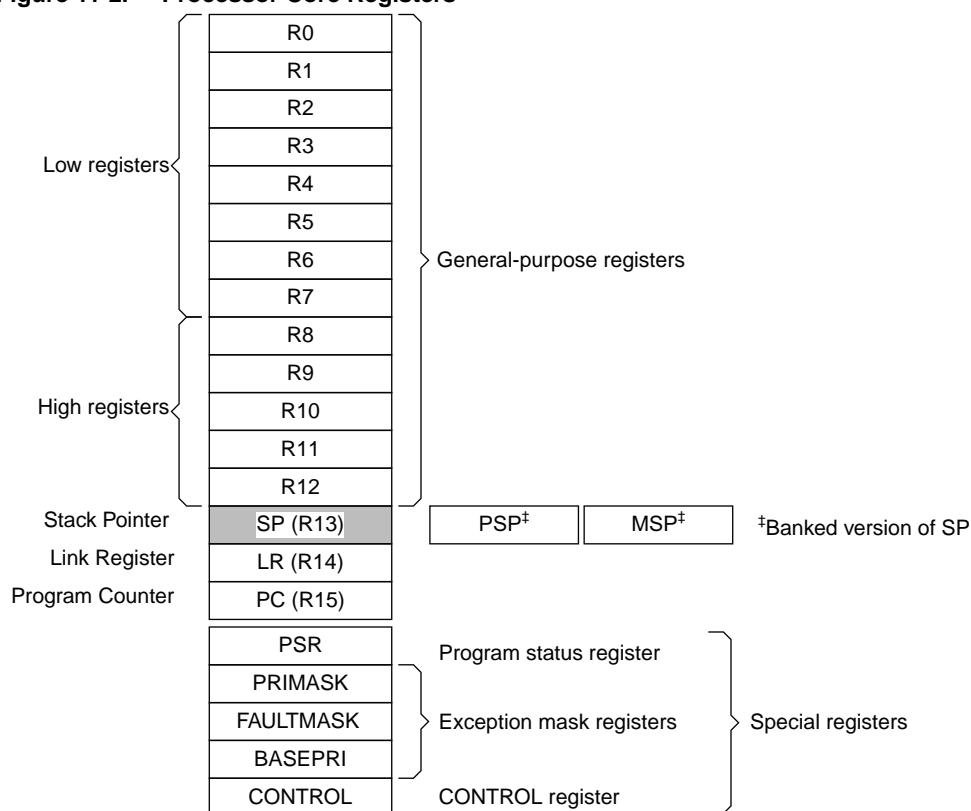 R0
R1
R2
R3
Low registers
R4
R5
R6
General-purpose registers
R7
R8
R9
High registers
R10
R11
R12
Stack Pointer SP (R13) PSP‡ MSP‡ ‡Banked version of SP
Link Register LR (R14)
Program Counter PC (R15)
PSR Program status register
PRIMASK
FAULTMASK Exception mask registers Special registers
BASEPRI
CONTROL CONTROL register